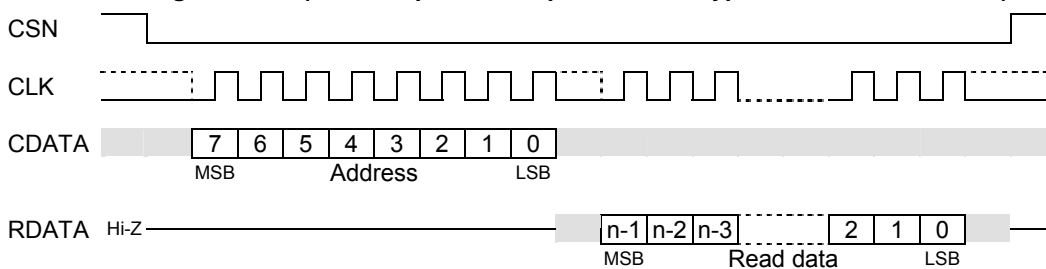 CSN
CLK
CDATA 7 6 5 4 3 2 1 0
MSB Address LSB
RDATA Hi-Z n-1 n-2 n-3 2 1 0
MSB Read data LSB